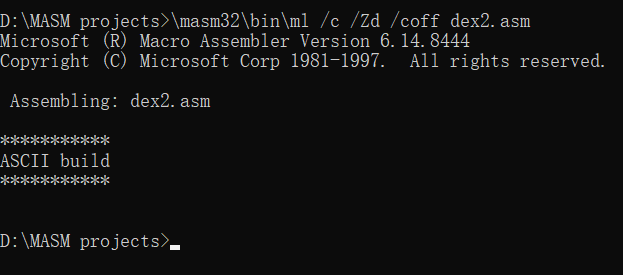 D:\MASM projects>\masm32\bin\ml /c /Zd /coff dex2.asm
Microsoft (R) Macro Assembler Version 6.14.8444
Copyright (C) Microsoft Corp 1981-1997.  All rights reserved.
 Assembling: dex2.asm
***********
ASCII build
***********
D:\MASM projects>